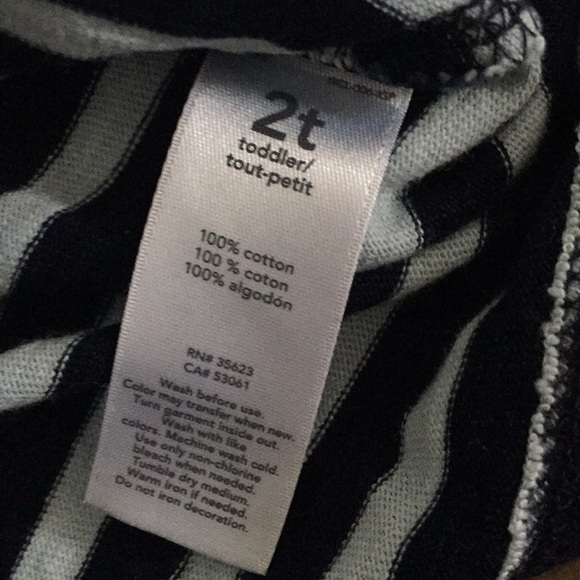 2t
toddler/
tout-petit
100% cotton
100 % coton
100% algodón
RN# 35623
CA# 53061
Wash before use.
Color may transfer when new.
Turn garment inside out.
Wash with like
colors. Machine wash cold.
Use only non-chlorine
bleach when needed.
Tumble dry medium.
Warm iron if needed.
Do not iron decoration.